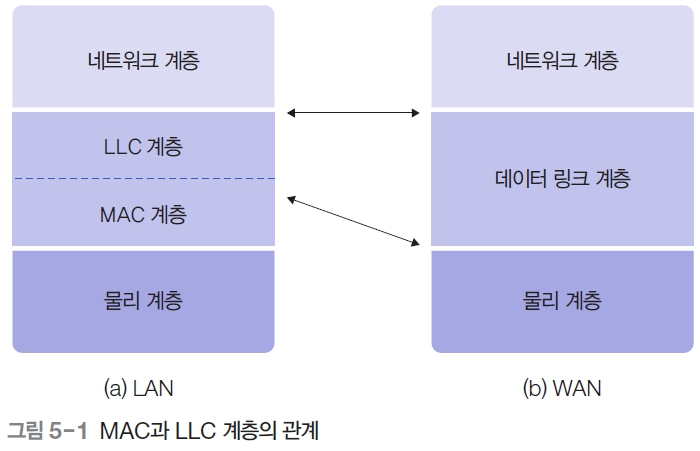 네트워크 계층
네트워크 계층
LLC 계층
데이터 링크 계층
MAC 계층
물리 계층
물리 계층
(a) LAN
(b) WAN
그림 5-1 MAC과 LLC 계층의 관계